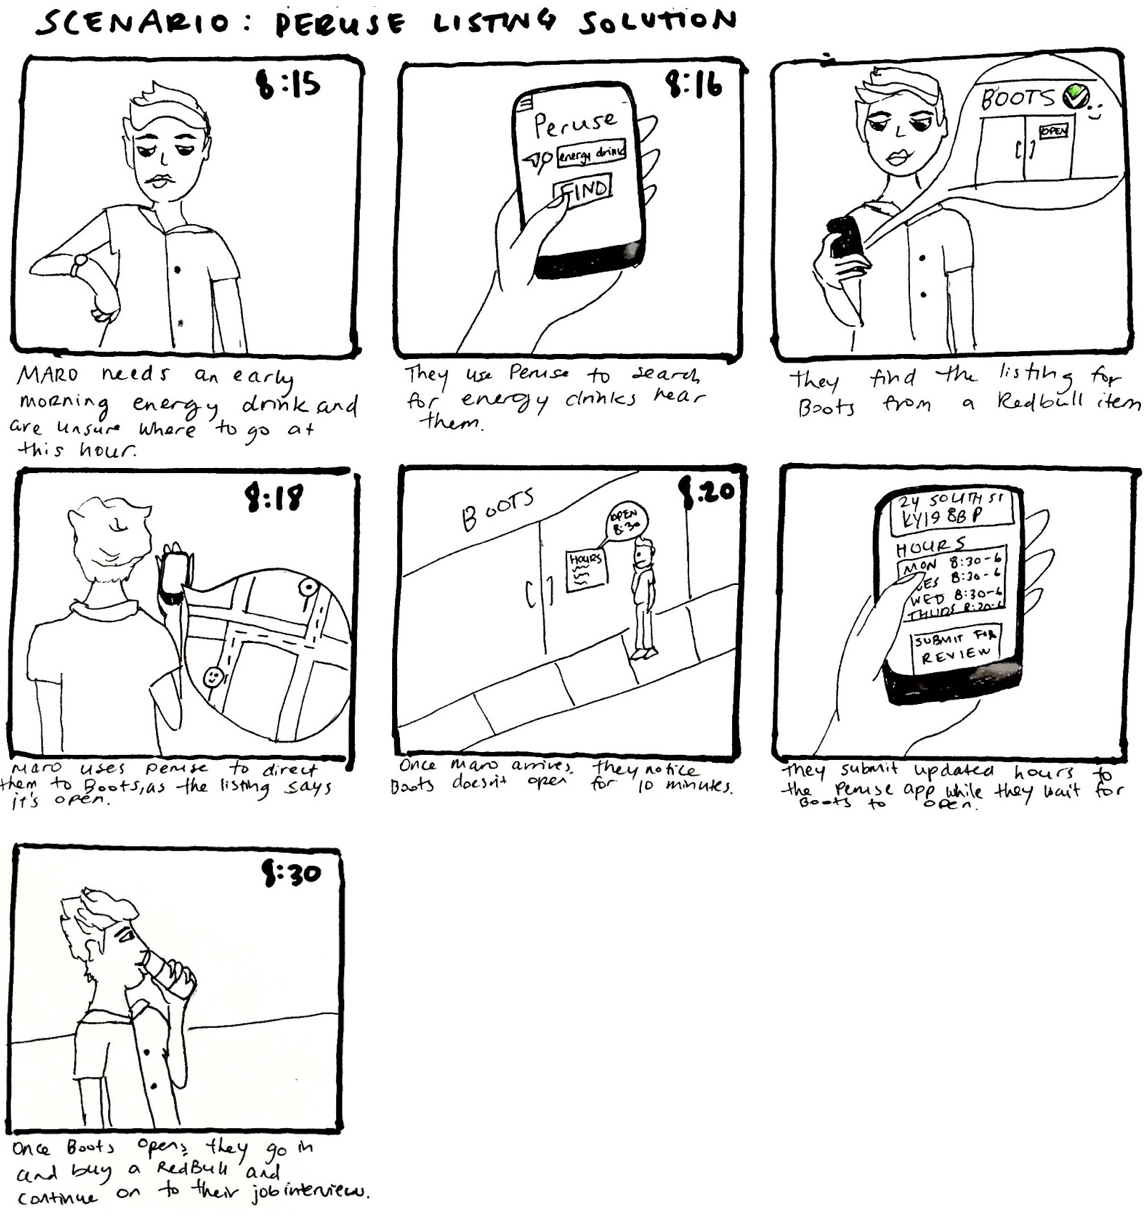 SCENARIO: PERUSE LISTING SOLUTION
8:15
MARO needs an early
morning energy drink and
are unsure where to go at
this hour.
8:16
Peruse
energy drink
FIND
They use Peruse to search
for energy drinks near
them.
BOOTS
OPEN
They find the listing for
Boots from a Redbull item
8:18
Maro uses peruse to direct
them to Boots, as the listing says
it's open.
8:20
BOOTS
OPEN
8:30
HOURS
Once Maro arrives, they notice
Boots doesn't open for 10 minutes.
24 SOUTH ST
KY19 8BP
HOURS
MON 8:30-6
UES 8:30-6
WED 8:30-6
THURS 8:30-6
SUBMIT FOR
REVIEW
They submit updated hours to
the Peruse app while they wait for
Boots to open.
8:30
Once Boots opens, they go in
and buy a RedBull and
continue on to their job interview.